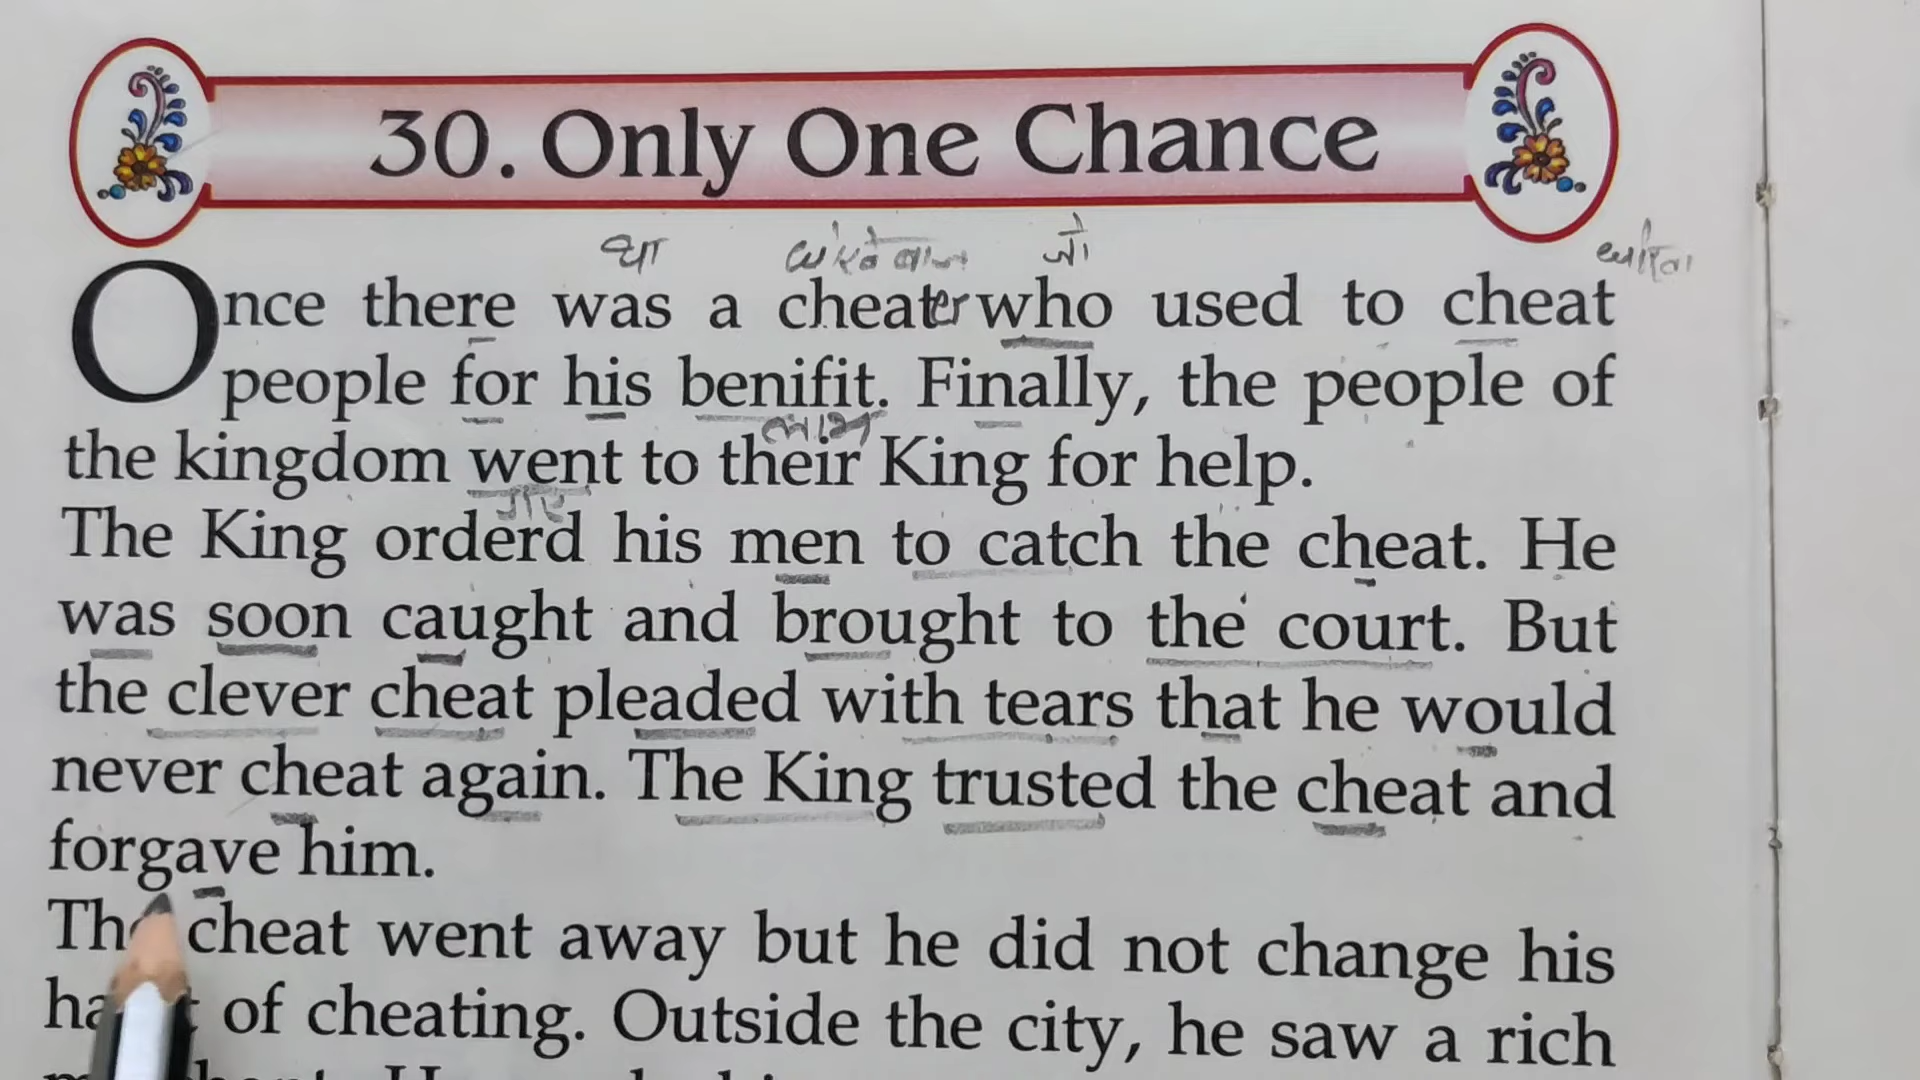 30. Only One Chance
था धोखेबाज जो धोखा
Once there was a cheater who used to cheat
people for his benifit. Finally, the people of
लाभ
the kingdom went to their King for help.
गए
The King orderd his men to catch the cheat. He
was soon caught and brought to the court. But
the clever cheat pleaded with tears that he would
never cheat again. The King trusted the cheat and
forgave him.
cheat went away but he did not change his
of cheating. Outside the city, he saw a rich